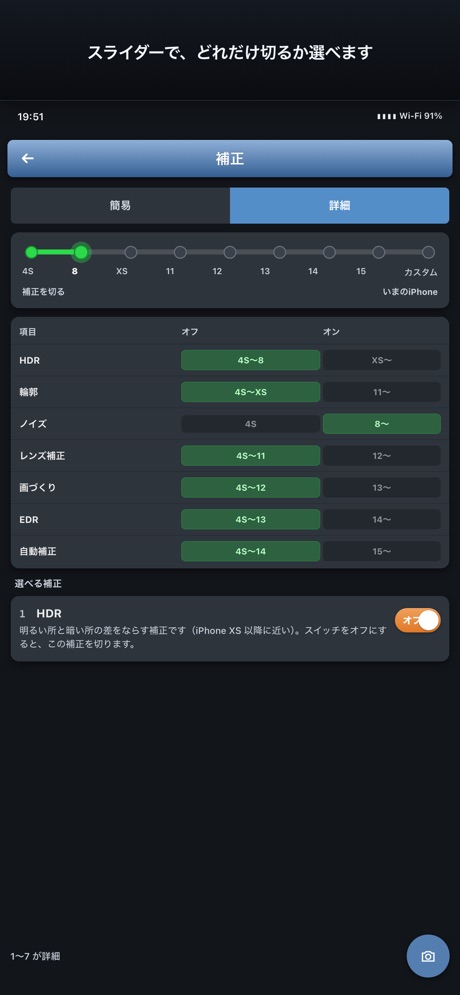 スライダーで、どれだけ切るか選べます
19:51 Wi-Fi 91%
補正
簡易 詳細
4S 8 XS 11 12 13 14 15 カスタム
補正を切る いまのiPhone
項目 オフ オン
HDR 4S〜8 XS〜
輪郭 4S〜XS 11〜
ノイズ 4S 8〜
レンズ補正 4S〜11 12〜
画づくり 4S〜12 13〜
EDR 4S〜13 14〜
自動補正 4S〜14 15〜
選べる補正
1 HDR
オフ
明るい所と暗い所の差をならす補正です（iPhone XS 以降に近い）。スイッチをオフにす
ると、この補正を切ります。
1〜7 が詳細